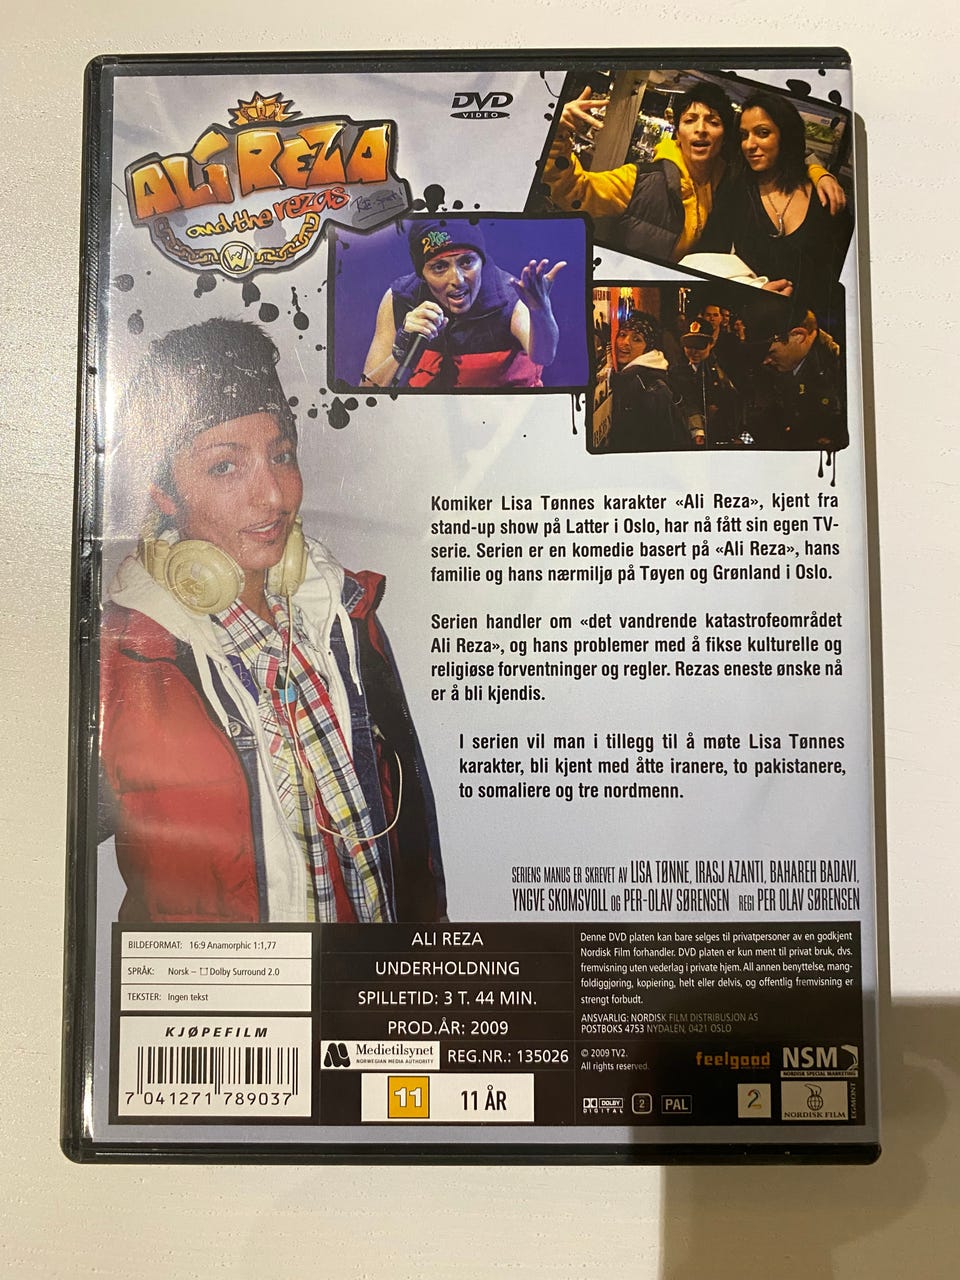 DVD
VIDEO
ALI REZA
and the rezas
W
Komiker Lisa Tønnes karakter «Ali Reza», kjent fra
stand-up show på Latter i Oslo, har nå fått sin egen TV-
serie. Serien er en komedie basert på «Ali Reza», hans
familie og hans nærmiljø på Tøyen og Grønland i Oslo.
Serien handler om «det vandrende katastrofeområdet
Ali Reza», og hans problemer med å fikse kulturelle og
religiøse forventninger og regler. Rezas eneste ønske nå
er å bli kjendis.
I serien vil man i tillegg til å møte Lisa Tønnes
karakter, bli kjent med åtte iranere, to pakistanere,
to somaliere og tre nordmenn.
SERIENS MANUS ER SKREVET AV LISA TØNNE, IRASJ AZANTI, BAHAREH BADAVI,
YNGVE SKOMSVOLL OG PER-OLAV SØRENSEN REGI PER OLAV SØRENSEN
BILDEFORMAT: 16:9 Anamorphic 1:1,77
SPRÅK: Norsk – Dolby Surround 2.0
TEKSTER: Ingen tekst
KJØPEFILM
7 041271 789037
ALI REZA
UNDERHOLDNING
SPILLETID: 3 T. 44 MIN.
PROD.ÅR: 2009
Medietilsynet
NORWEGIAN MEDIA AUTHORITY
REG.NR.: 135026
11 11 ÅR
Denne DVD platen kan bare selges til privatpersoner av en godkjent
Nordisk Film forhandler. DVD platen er kun ment til privat bruk, dvs.
fremvisning uten vederlag i private hjem. All annen benyttelse, mang-
foldiggjøring, kopiering, helt eller delvis, og offentlig fremvisning er
strengt forbudt.
ANSVARLIG: NORDISK FILM DISTRIBUSJON AS
POSTBOKS 4753 NYDALEN, 0421 OSLO
© 2009 TV2.
All rights reserved.
feelgood
NSM
NORDISK SPECIAL MARKETING
DOLBY
DIGITAL
2
PAL
2
NORDISK FILM
EGMONT